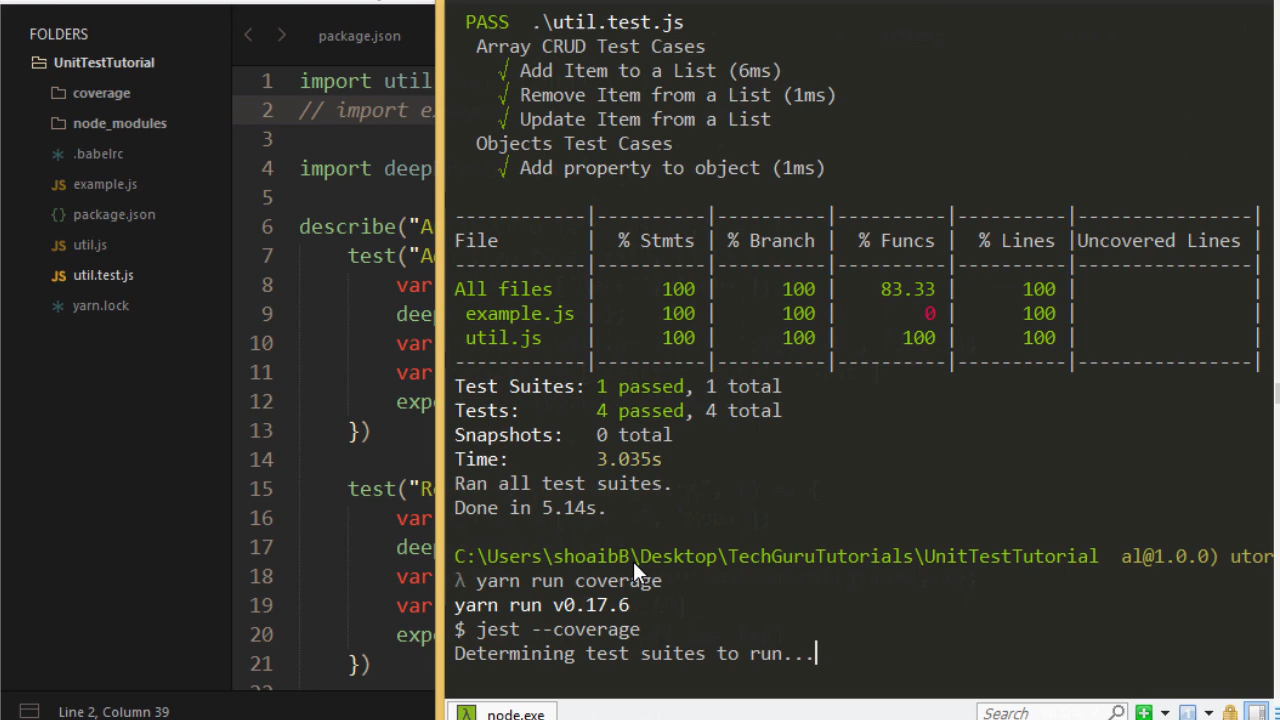 FOLDERS
UnitTestTutorial
coverage
node_modules
.babelrc
JS example.js
{} package.json
JS util.js
JS util.test.js
yarn.lock
package.json
1 import util
2 // import e
3
4 import deep
5
6 describe("A
7 test("A
8 var
9 deep
10 var
11 var
12 expe
13 })
14
15 test("R
16 var
17 deep
18 var
19 var
20 expe
21 })
Line 2, Column 39
PASS .\util.test.js
Array CRUD Test Cases
√ Add Item to a List (6ms)
√ Remove Item from a List (1ms)
√ Update Item from a List
Objects Test Cases
√ Add property to object (1ms)
-----------|----------|----------|----------|----------|----------------|
File | % Stmts | % Branch | % Funcs | % Lines |Uncovered Lines |
-----------|----------|----------|----------|----------|----------------|
All files | 100 | 100 | 83.33 | 100 | |
example.js | 100 | 100 | 0 | 100 | |
util.js | 100 | 100 | 100 | 100 | |
-----------|----------|----------|----------|----------|----------------|
Test Suites: 1 passed, 1 total
Tests: 4 passed, 4 total
Snapshots: 0 total
Time: 3.035s
Ran all test suites.
Done in 5.14s.
C:\Users\shoaibB\Desktop\TechGuruTutorials\UnitTestTutorial al@1.0.0) utor
λ yarn run coverage
yarn run v0.17.6
$ jest --coverage
Determining test suites to run...
λ node.exe
Search